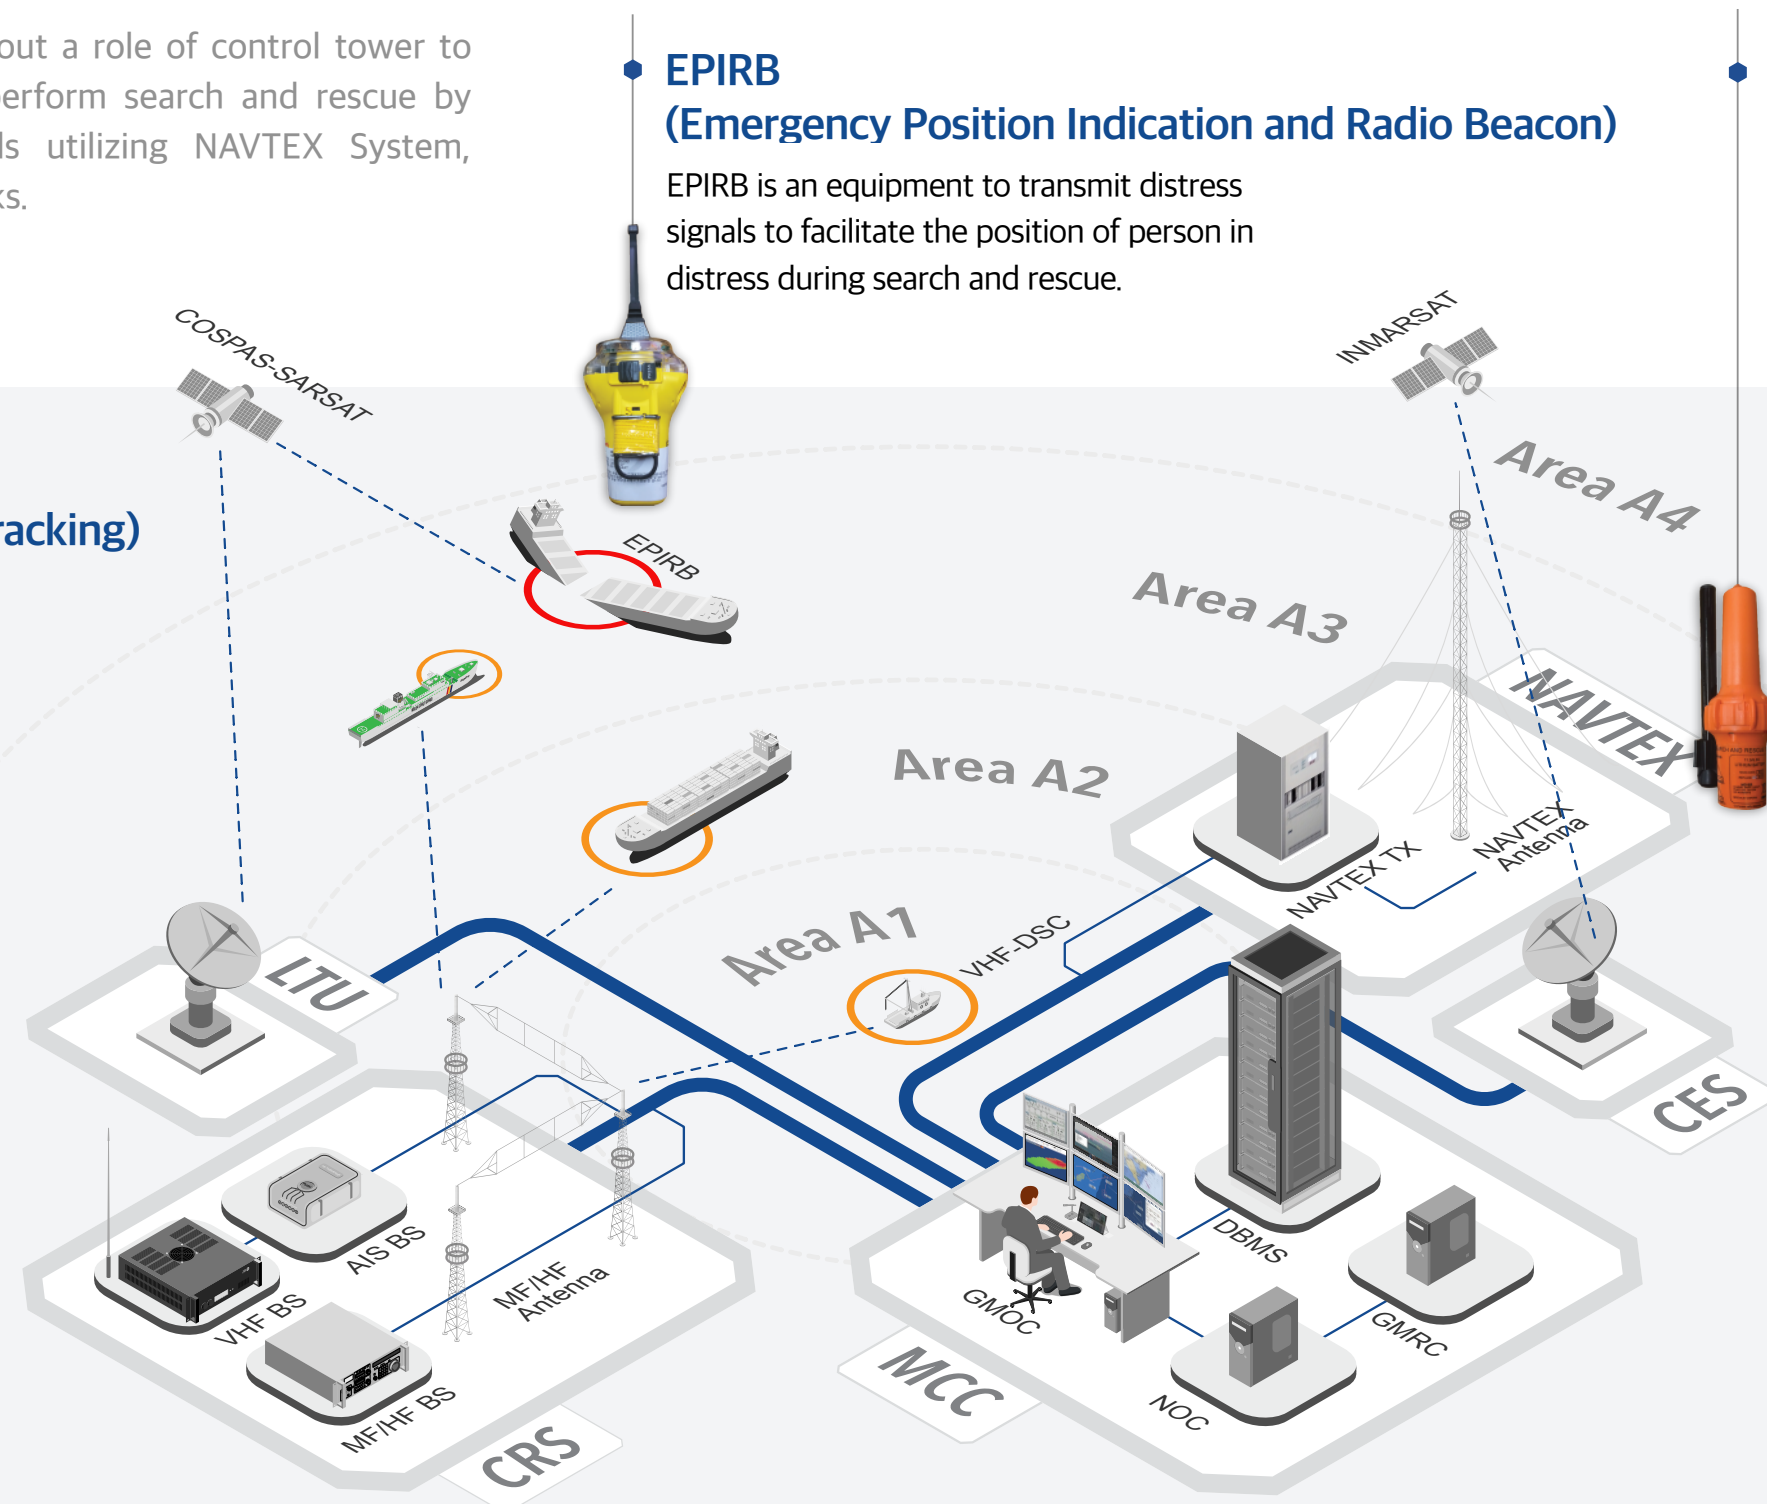 out a role of control tower to
perform search and rescue by
ls utilizing NAVTEX System,
ks.
EPIRB
(Emergency Position Indication and Radio Beacon)
EPIRB is an equipment to transmit distress
signals to facilitate the position of person in
distress during search and rescue.
COSPAS-SARSAT
INMARSAT
racking)
EPIRB
Area A4
Area A3
Area A2
Area A1
NAVTEX
NAVTEX TX
NAVTEX
Antenna
VHF-DSC
LTU
CES
AIS BS
VHF BS
MF/HF BS
MF/HF
Antenna
CRS
GMOC
DBMS
GMRC
NOC
MCC